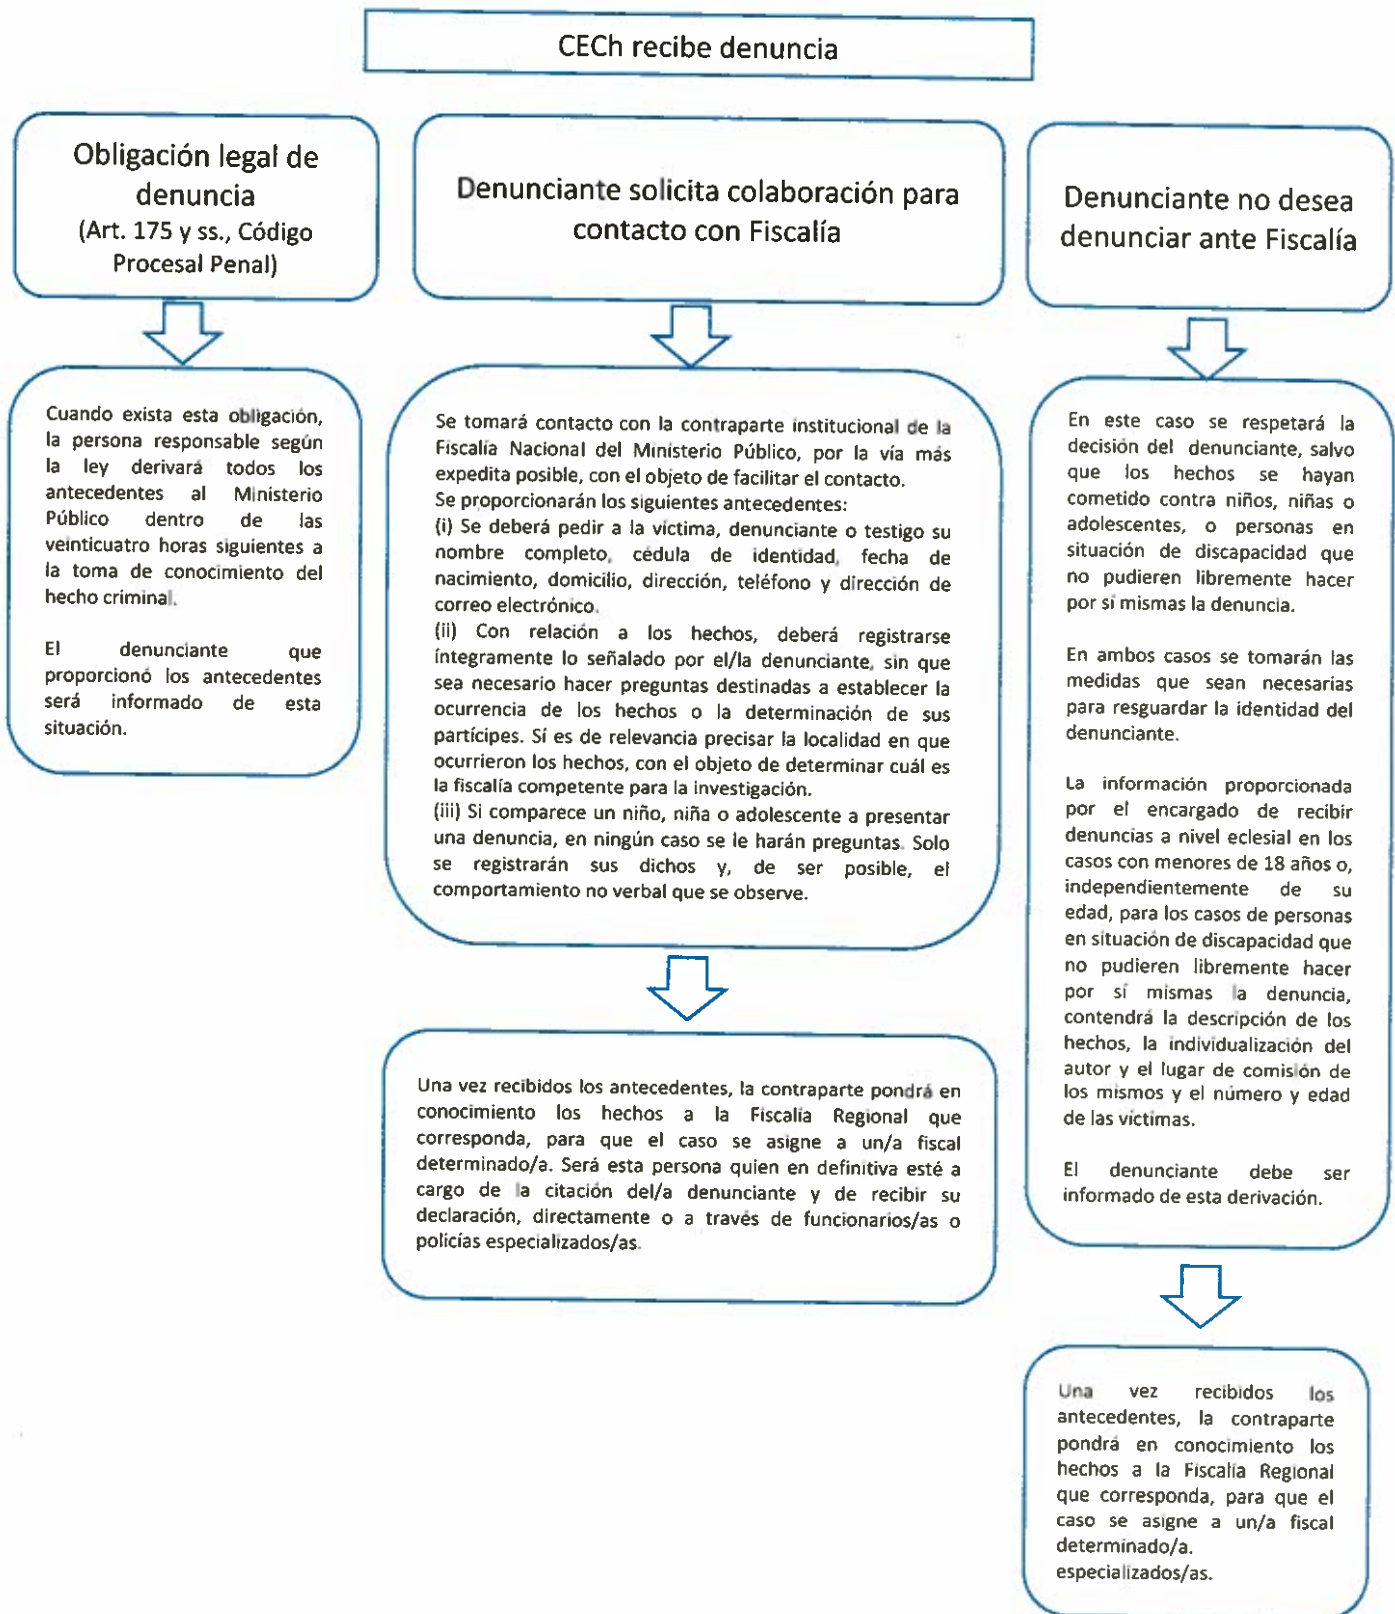 CECh recibe denuncia
Obligación legal de
denuncia
(Art. 175 y ss., Código
Procesal Penal)
Cuando exista esta obligación,
la persona responsable según
la ley derivará todos los
antecedentes al Ministerio
Público dentro de las
veinticuatro horas siguientes a
la toma de conocimiento del
hecho criminal.
El denunciante que
proporcionó los antecedentes
será informado de esta
situación.
Denunciante solicita colaboración para
contacto con Fiscalía
Se tomará contacto con la contraparte institucional de la
Fiscalía Nacional del Ministerio Público, por la vía más
expedita posible, con el objeto de facilitar el contacto.
Se proporcionarán los siguientes antecedentes:
(i) Se deberá pedir a la víctima, denunciante o testigo su
nombre completo, cédula de identidad, fecha de
nacimiento, domicilio, dirección, teléfono y dirección de
correo electrónico.
(ii) Con relación a los hechos, deberá registrarse
íntegramente lo señalado por el/la denunciante, sin que
sea necesario hacer preguntas destinadas a establecer la
ocurrencia de los hechos o la determinación de sus
partícipes. Sí es de relevancia precisar la localidad en que
ocurrieron los hechos, con el objeto de determinar cuál es
la fiscalía competente para la investigación.
(iii) Si comparece un niño, niña o adolescente a presentar
una denuncia, en ningún caso se le harán preguntas. Solo
se registrarán sus dichos y, de ser posible, el
comportamiento no verbal que se observe.
Una vez recibidos los antecedentes, la contraparte pondrá en
conocimiento los hechos a la Fiscalía Regional que
corresponda, para que el caso se asigne a un/a fiscal
determinado/a. Será esta persona quien en definitiva esté a
cargo de la citación del/a denunciante y de recibir su
declaración, directamente o a través de funcionarios/as o
policías especializados/as.
Denunciante no desea
denunciar ante Fiscalía
En este caso se respetará la
decisión del denunciante, salvo
que los hechos se hayan
cometido contra niños, niñas o
adolescentes, o personas en
situación de discapacidad que
no pudieren libremente hacer
por sí mismas la denuncia.
En ambos casos se tomarán las
medidas que sean necesarias
para resguardar la identidad del
denunciante.
La información proporcionada
por el encargado de recibir
denuncias a nivel eclesial en los
casos con menores de 18 años o,
independientemente de su
edad, para los casos de personas
en situación de discapacidad que
no pudieren libremente hacer
por sí mismas la denuncia,
contendrá la descripción de los
hechos, la individualización del
autor y el lugar de comisión de
los mismos y el número y edad
de las víctimas.
El denunciante debe ser
informado de esta derivación.
Una vez recibidos los
antecedentes, la contraparte
pondrá en conocimiento los
hechos a la Fiscalía Regional
que corresponda, para que el
caso se asigne a un/a fiscal
determinado/a.
especializados/as.